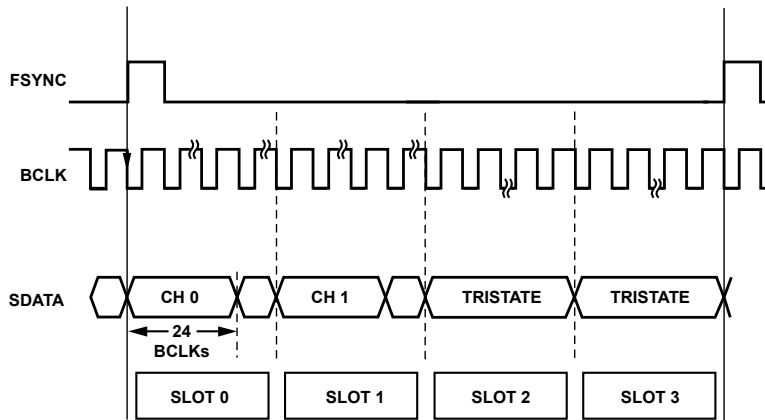 FSYNC
BCLK
SDATA
CH 0
CH 1
TRISTATE
TRISTATE
24
BCLKs
SLOT 0
SLOT 1
SLOT 2
SLOT 3